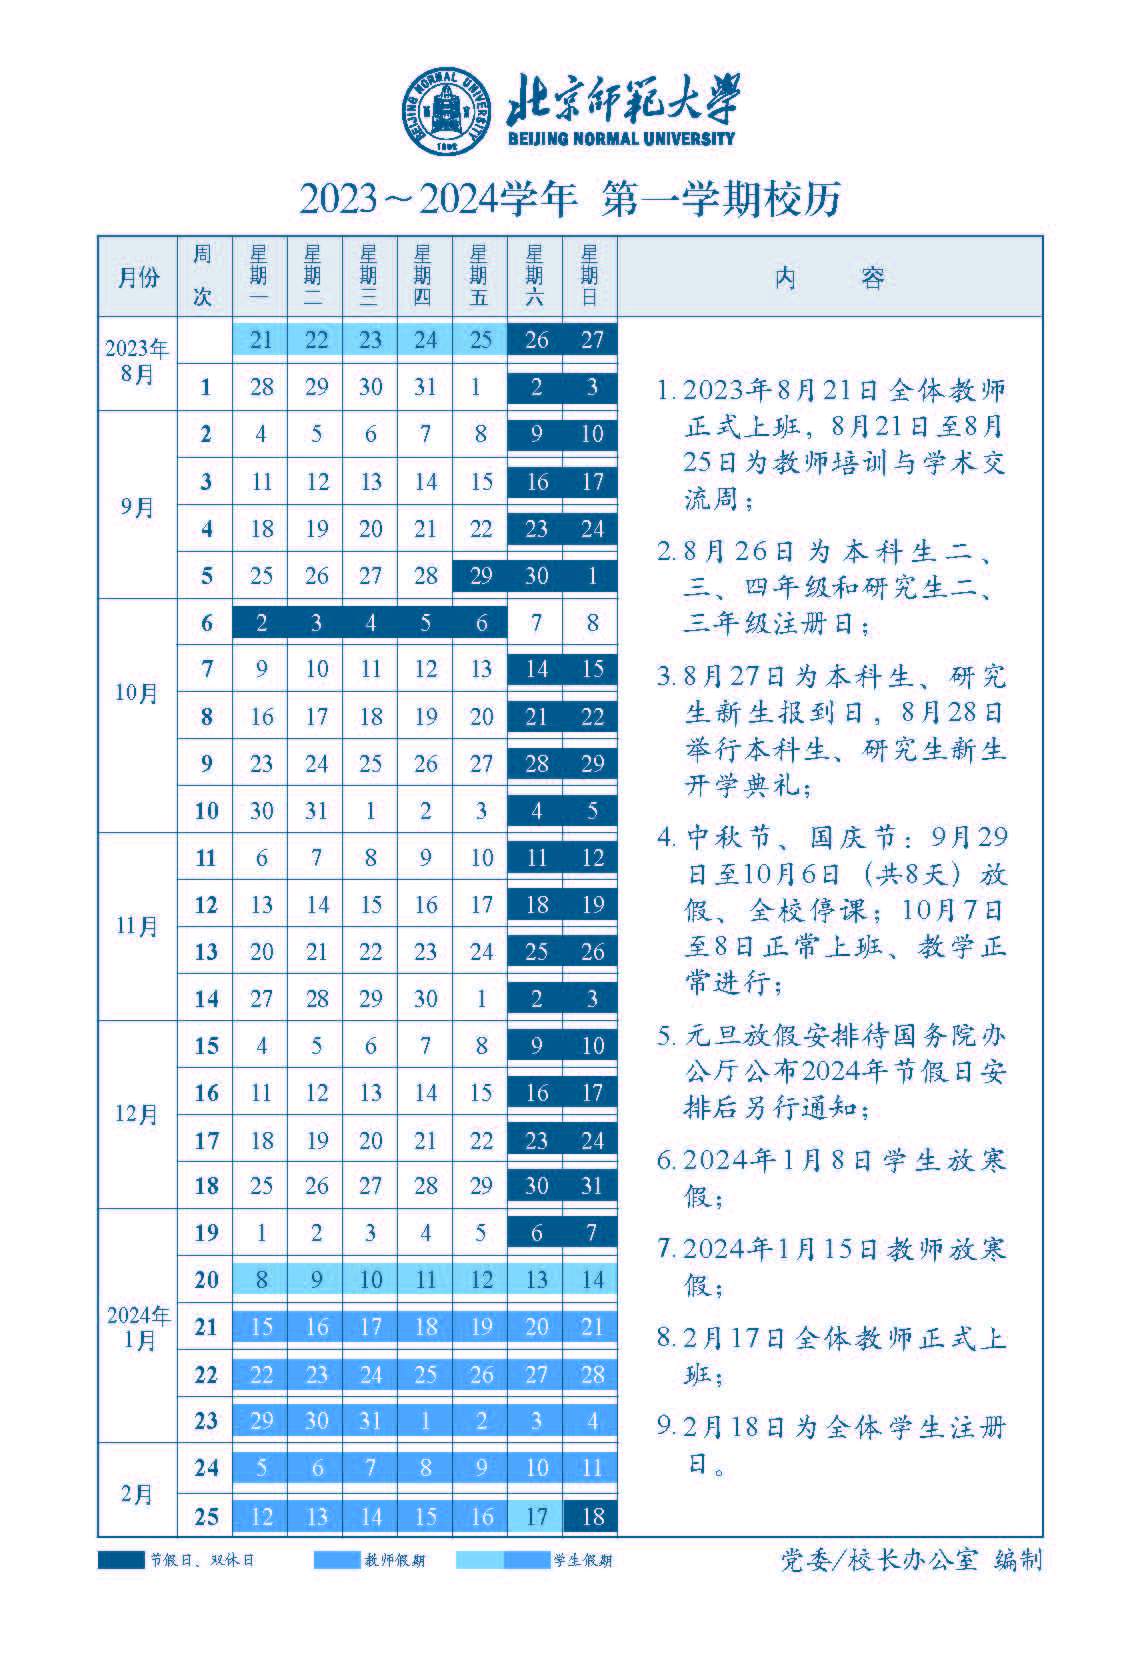 北京师范大学
BEIJING NORMAL UNIVERSITY
BEIJING NORMAL UNIVERSITY
1902
2023～2024学年 第一学期校历
月份 周次 星期一 星期二 星期三 星期四 星期五 星期六 星期日 内 容
2023年8月
21 22 23 24 25 26 27
1 28 29 30 31 1 2 3
9月
2 4 5 6 7 8 9 10
3 11 12 13 14 15 16 17
4 18 19 20 21 22 23 24
5 25 26 27 28 29 30 1
10月
6 2 3 4 5 6 7 8
7 9 10 11 12 13 14 15
8 16 17 18 19 20 21 22
9 23 24 25 26 27 28 29
10 30 31 1 2 3 4 5
11月
11 6 7 8 9 10 11 12
12 13 14 15 16 17 18 19
13 20 21 22 23 24 25 26
14 27 28 29 30 1 2 3
12月
15 4 5 6 7 8 9 10
16 11 12 13 14 15 16 17
17 18 19 20 21 22 23 24
18 25 26 27 28 29 30 31
2024年1月
19 1 2 3 4 5 6 7
20 8 9 10 11 12 13 14
21 15 16 17 18 19 20 21
22 22 23 24 25 26 27 28
23 29 30 31 1 2 3 4
2月
24 5 6 7 8 9 10 11
25 12 13 14 15 16 17 18
1.2023年8月21日全体教师
正式上班，8月21日至8月
25日为教师培训与学术交
流周；
2.8月26日为本科生二、
三、四年级和研究生二、
三年级注册日；
3.8月27日为本科生、研究
生新生报到日，8月28日
举行本科生、研究生新生
开学典礼；
4.中秋节、国庆节：9月29
日至10月6日（共8天）放
假、全校停课；10月7日
至8日正常上班、教学正
常进行；
5.元旦放假安排待国务院办
公厅公布2024年节假日安
排后另行通知；
6.2024年1月8日学生放寒
假；
7.2024年1月15日教师放寒
假；
8.2月17日全体教师正式上
班；
9.2月18日为全体学生注册
日。
节假日、双休日 教师假期 学生假期
党委/校长办公室 编制